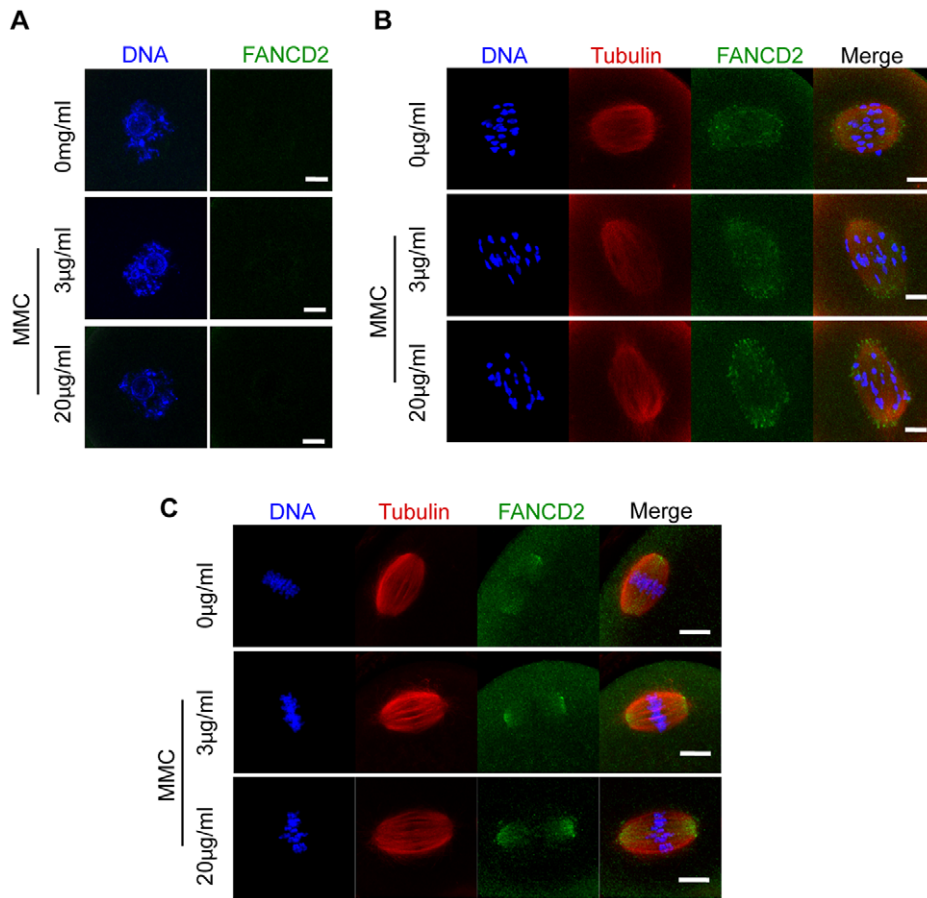 A
DNA FANCD2
0mg/ml
3µg/ml
20µg/ml
MMC
B
DNA Tubulin FANCD2 Merge
0µg/ml
3µg/ml
20µg/ml
MMC
C
DNA Tubulin FANCD2 Merge
0µg/ml
3µg/ml
20µg/ml
MMC